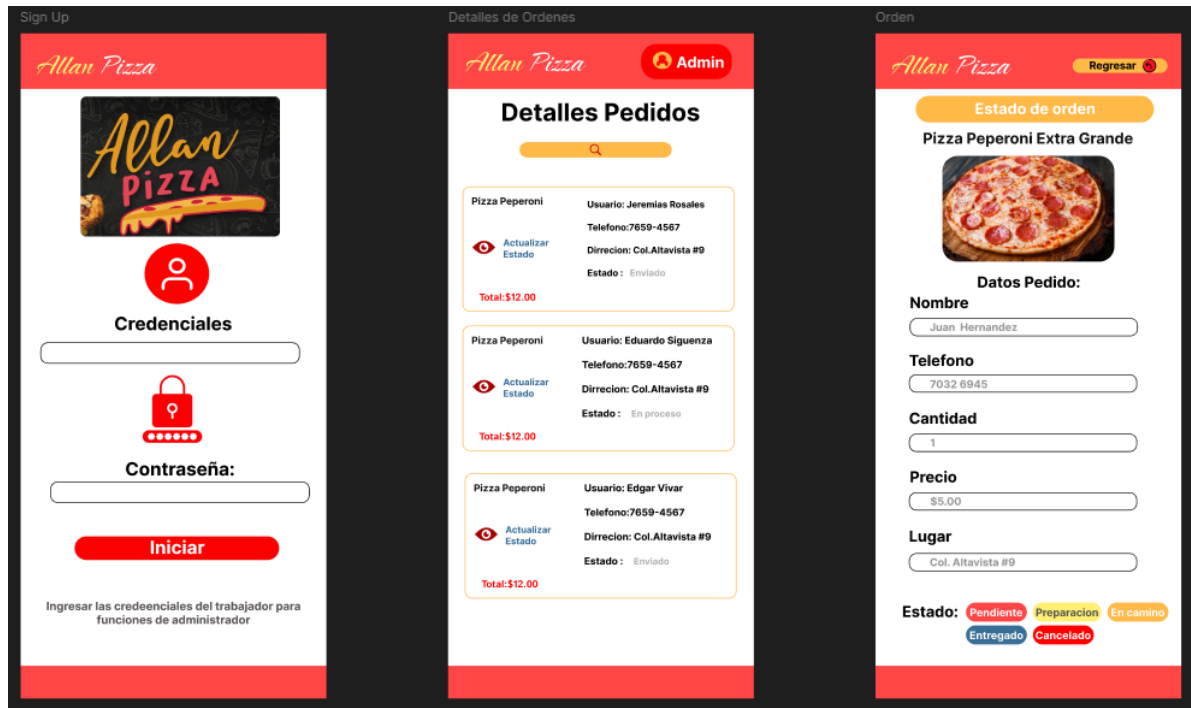 Sign Up
Allan Pizza
Allan
PIZZA
Credenciales
Contraseña:
Iniciar
Ingresar las credeenciales del trabajador para
funciones de administrador
Detalles de Ordenes
Allan Pizza
Admin
Detalles Pedidos
Pizza Peperoni
Usuario: Jeremias Rosales
Telefono:7659-4567
Actualizar
Estado
Dirrecion: Col.Altavista #9
Estado : Enviado
Total:$12.00
Pizza Peperoni
Usuario: Eduardo Siguenza
Telefono:7659-4567
Actualizar
Estado
Dirrecion: Col.Altavista #9
Estado : En proceso
Total:$12.00
Pizza Peperoni
Usuario: Edgar Vivar
Telefono:7659-4567
Actualizar
Estado
Dirrecion: Col.Altavista #9
Estado : Enviado
Total:$12.00
Orden
Allan Pizza
Regresar
Estado de orden
Pizza Peperoni Extra Grande
Datos Pedido:
Nombre
Juan Hernandez
Telefono
7032 6945
Cantidad
1
Precio
$5.00
Lugar
Col. Altavista #9
Estado: Pendiente Preparacion En camino
Entregado Cancelado